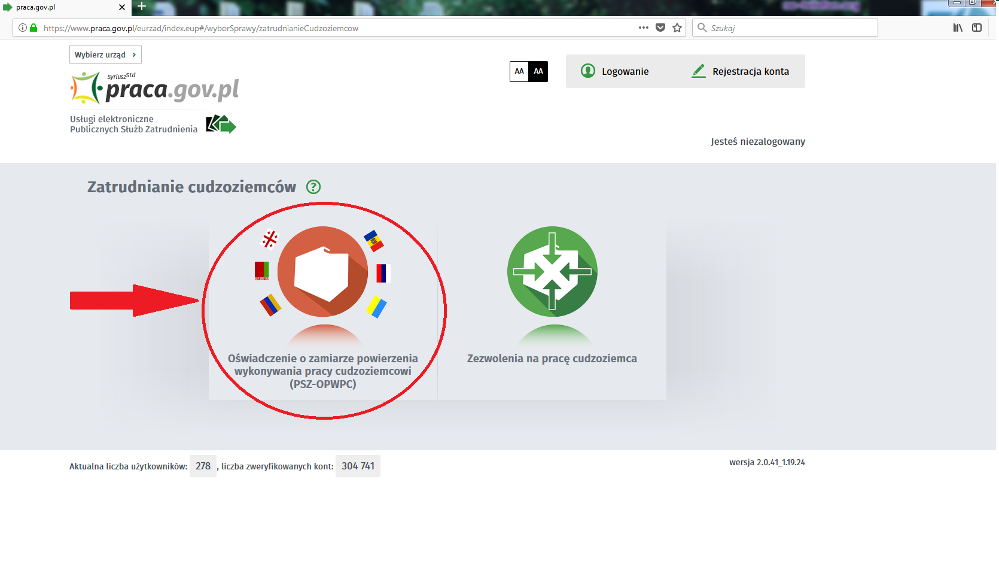 praca.gov.pl
https://www.praca.gov.pl/eurzad/index.eup#/wyborSprawy/zatrudnianieCudzoziemcow
Szukaj
Wybierz urząd
AA AA
Logowanie
Rejestracja konta
SyriuszStd
praca.gov.pl
Usługi elektroniczne
Publicznych Służb Zatrudnienia
Jesteś niezalogowany
Zatrudnianie cudzoziemców ?
Oświadczenie o zamiarze powierzenia
wykonywania pracy cudzoziemcowi
(PSZ-OPWPC)
Zezwolenia na pracę cudzoziemca
Aktualna liczba użytkowników: 278 , liczba zweryfikowanych kont: 304 741
wersja 2.0.41_1.19.24